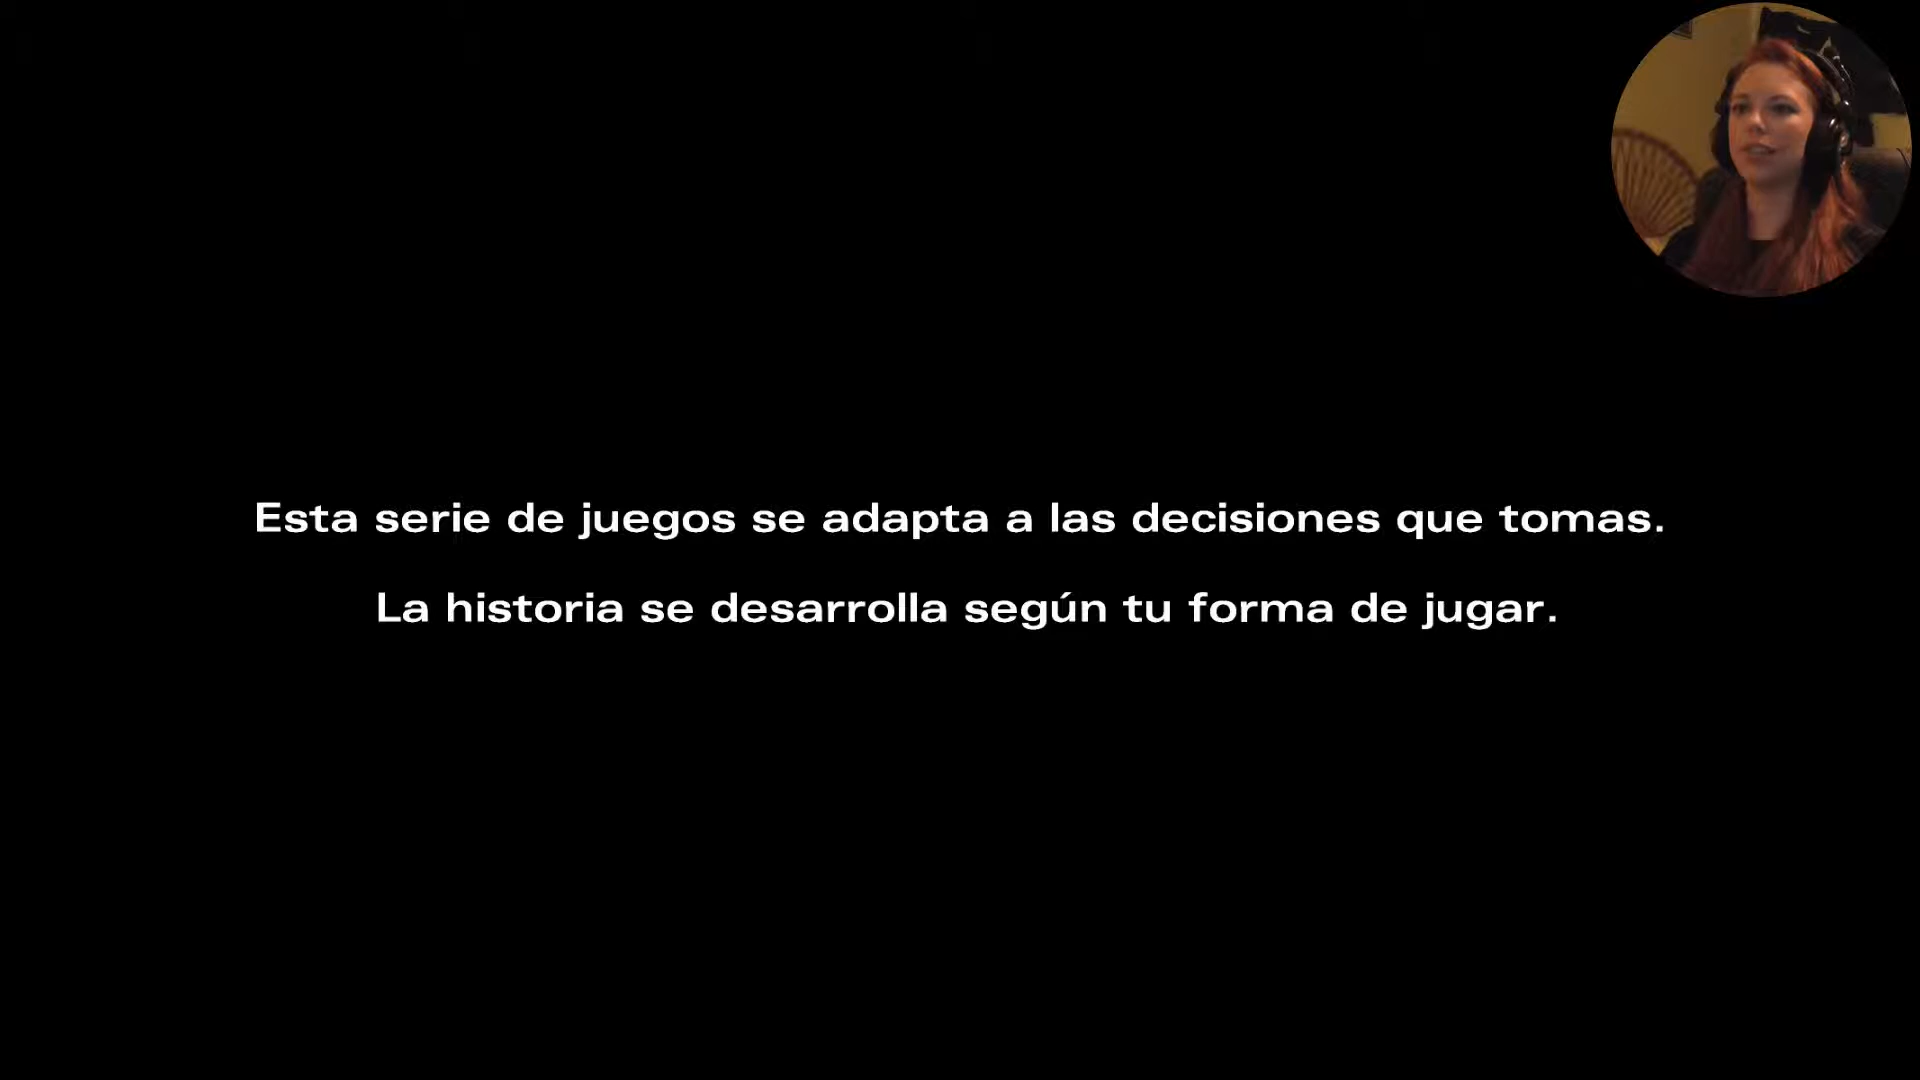 Esta serie de juegos se adapta a las decisiones que tomas.
La historia se desarrolla según tu forma de jugar.